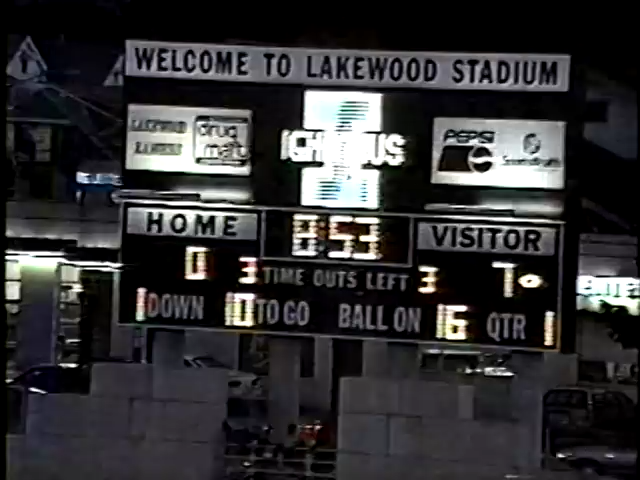 WELCOME TO LAKEWOOD STADIUM
drug mart
IGNATIUS
PEPSI
HOME 8 53 VISITOR
0 3 TIME OUTS LEFT 3 7
1 DOWN 10 TO GO BALL ON 16 QTR 1